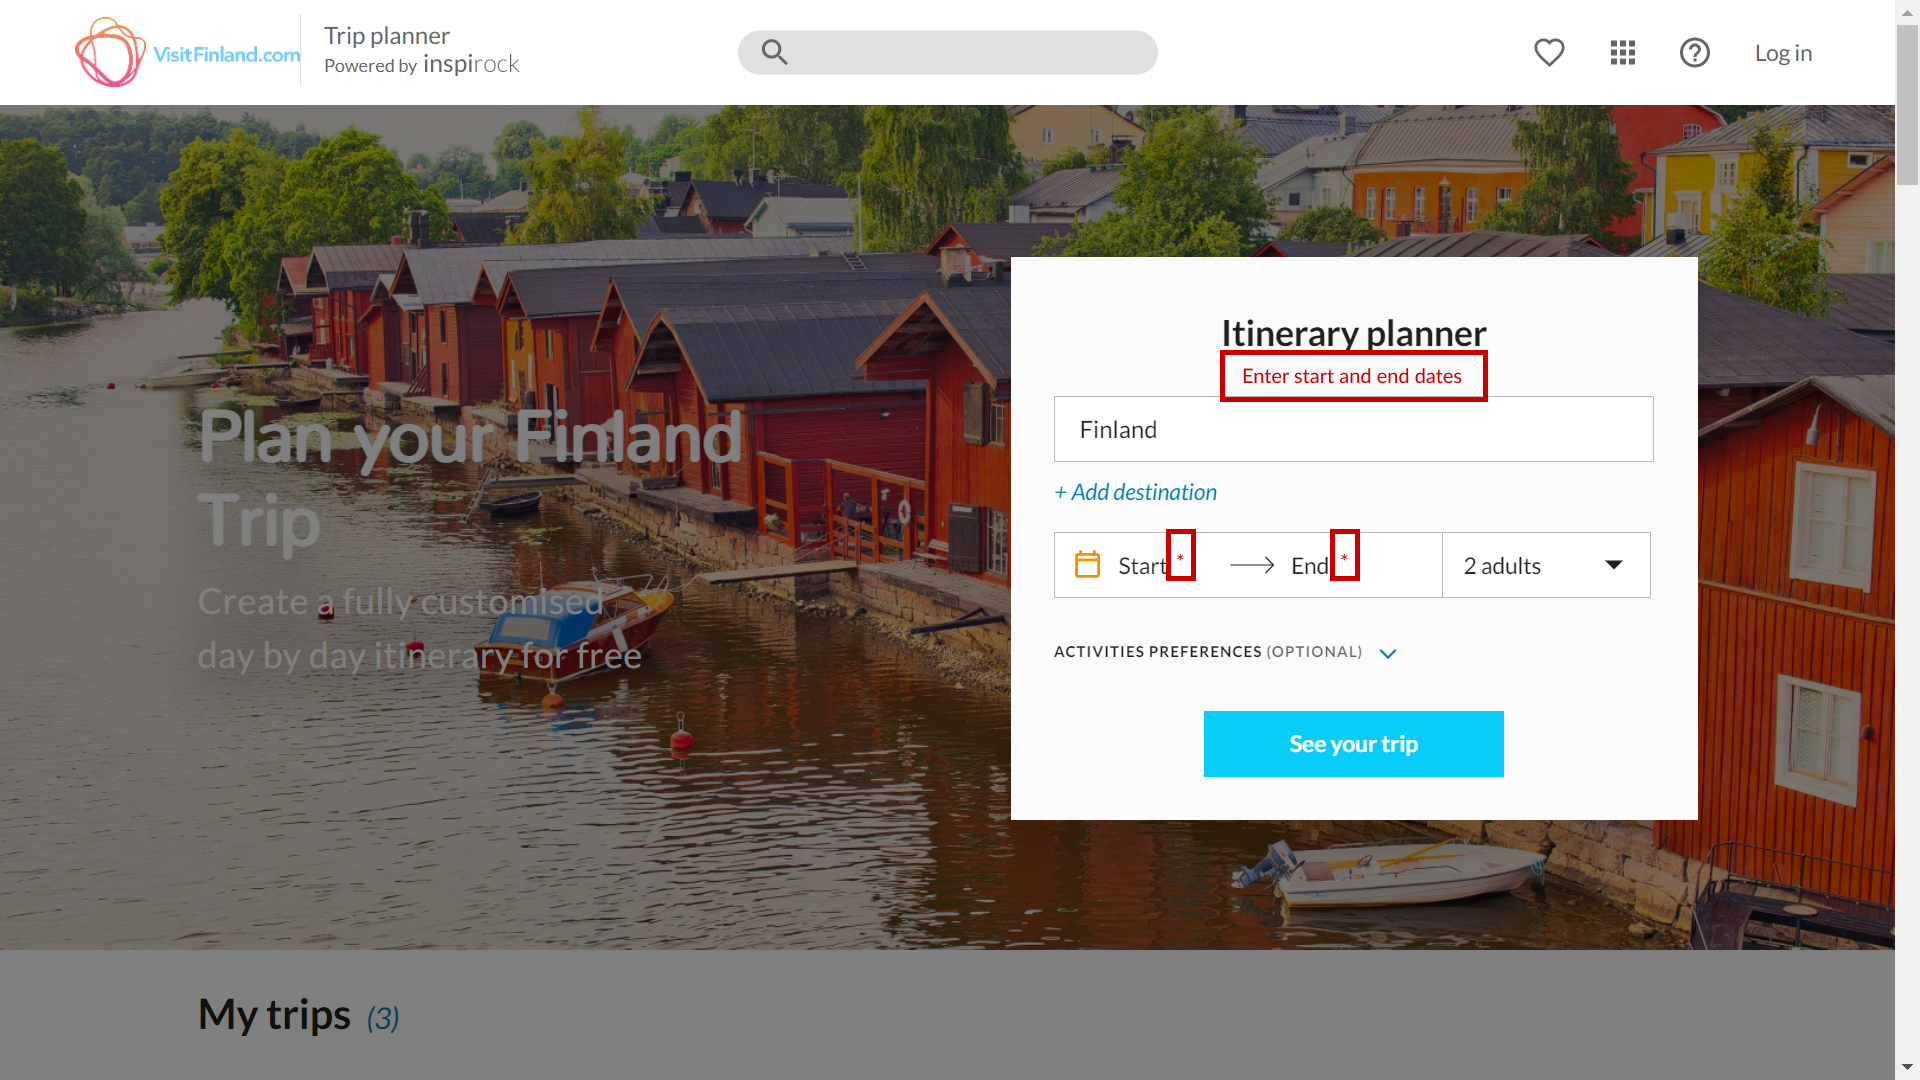 VisitFinland.com
Trip planner
Powered by inspirock
Log in
Plan your Finland
Trip
Create a fully customised
day by day itinerary for free
Itinerary planner
Enter start and end dates
Finland
+ Add destination
Start * End * 2 adults
ACTIVITIES PREFERENCES (OPTIONAL)
See your trip
My trips (3)